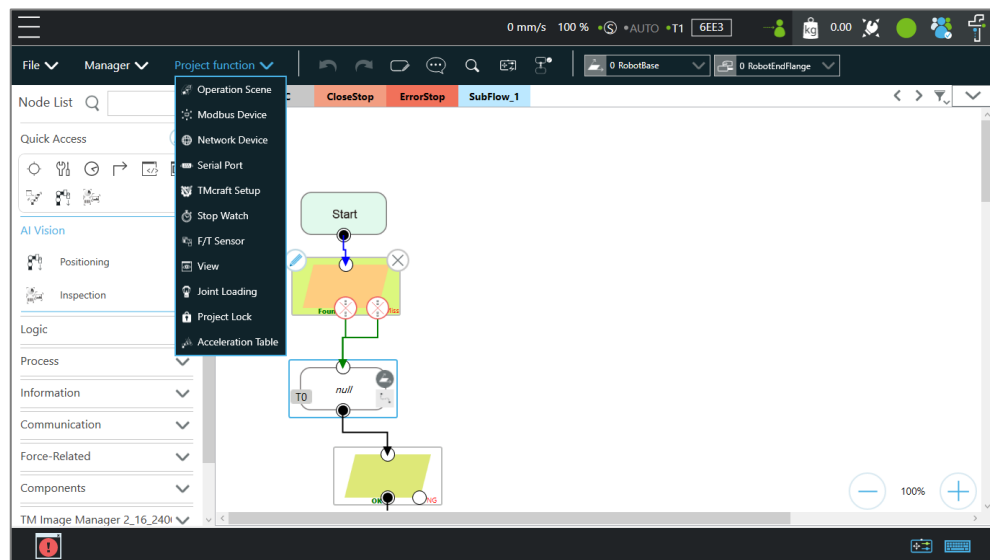 0 mm/s 100 % •Ⓢ •AUTO •T1 6EE3 kg 0.00
File Manager Project function 0 RobotBase 0 RobotEndFlange
Node List CloseStop ErrorStop SubFlow_1
Quick Access
AI Vision
Positioning
Inspection
Logic
Process
Information
Communication
Force-Related
Components
TM Image Manager 2_16_240
Operation Scene
Modbus Device
Network Device
Serial Port
TMcraft Setup
Stop Watch
F/T Sensor
View
Joint Loading
Project Lock
Acceleration Table
Start
T0 null
NG
100%